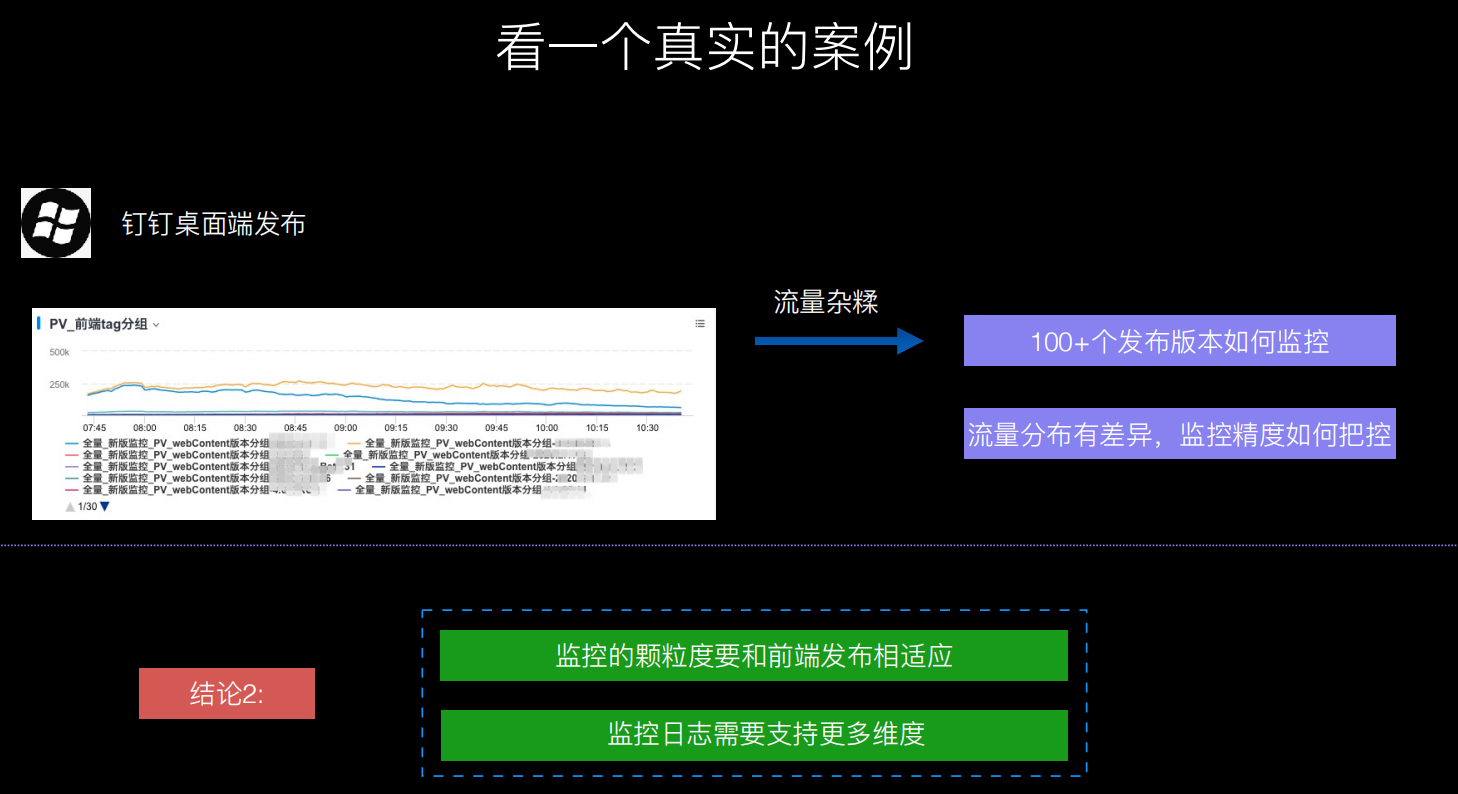 看一个真实的案例
钉钉桌面端发布
流量杂糅
100+个发布版本如何监控
流量分布有差异，监控精度如何把控
PV_前端tag分组
500k
250k
07:45 08:00 08:15 08:30 08:45 09:00 09:15 09:30 09:45 10:00 10:15 10:30
全量_新版监控_PV_webContent版本分组 全量_新版监控_PV_webContent版本分组-
全量_新版监控_PV_webContent版本分组 全量_新版监控_PV_webContent版本分组
全量_新版监控_PV_webContent版本分组 全量_新版监控_PV_webContent版本分组
全量_新版监控_PV_webContent版本分组 全量_新版监控_PV_webContent版本分组-
全量_新版监控_PV_webContent版本分组- 全量_新版监控_PV_webContent版本分组
1/30
结论2:
监控的颗粒度要和前端发布相适应
监控日志需要支持更多维度